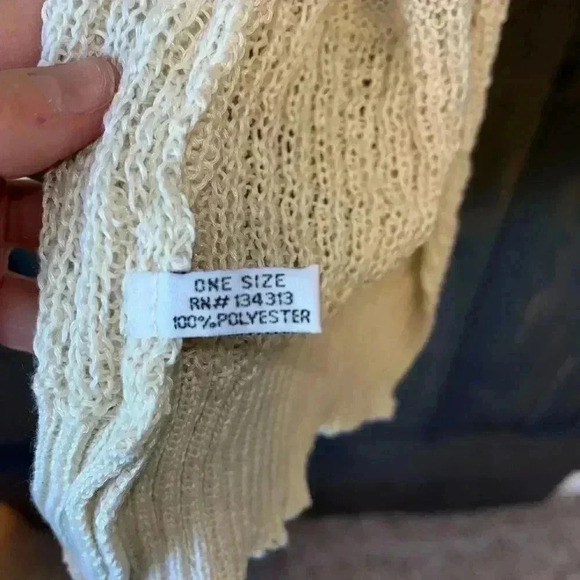 ONE SIZE
RN# 134313
100% POLYESTER